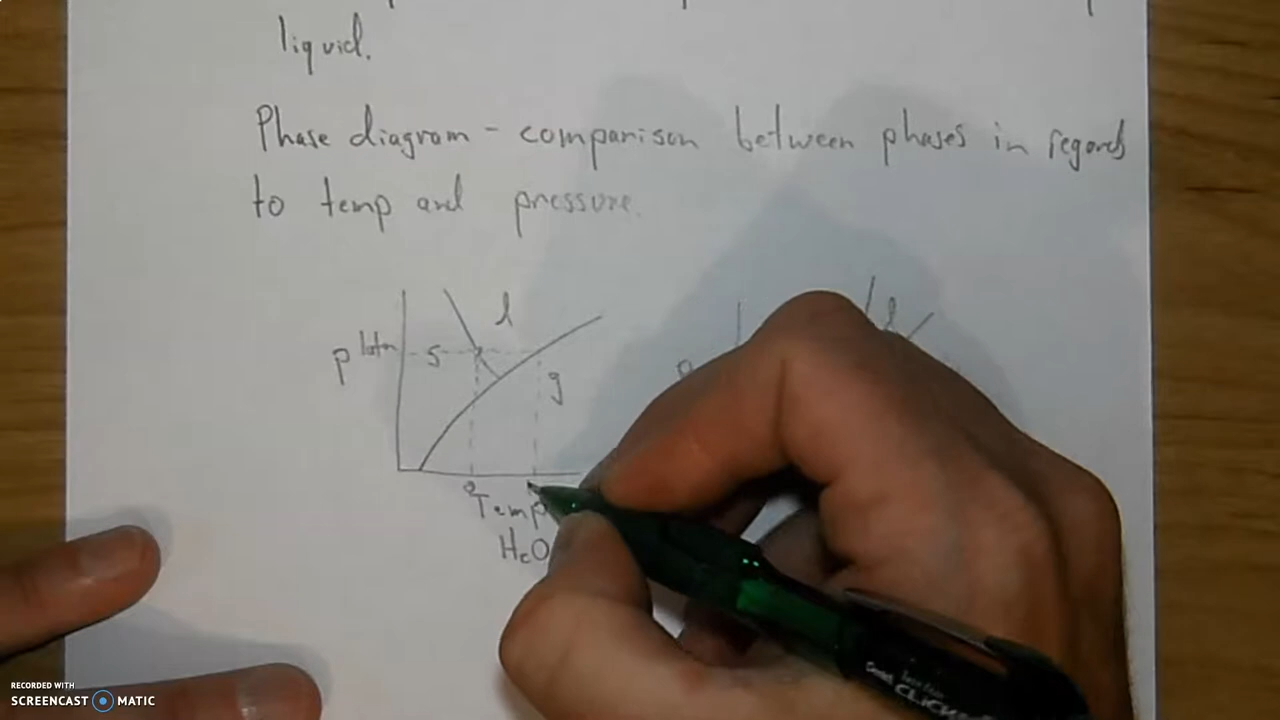 liquid.
Phase diagram - comparison between phases in regards
to temp and pressure.
l
l
P 1atm s
g
0
Temp
H2O
RECORDED WITH
SCREENCAST MATIC